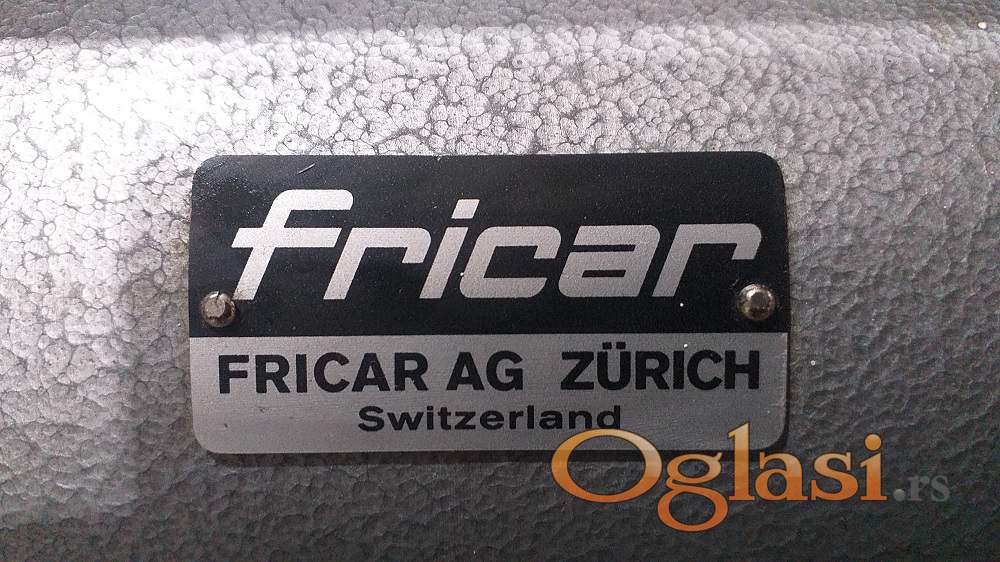 fricar
FRICAR AG ZÜRICH
Switzerland
Oglasi.rs